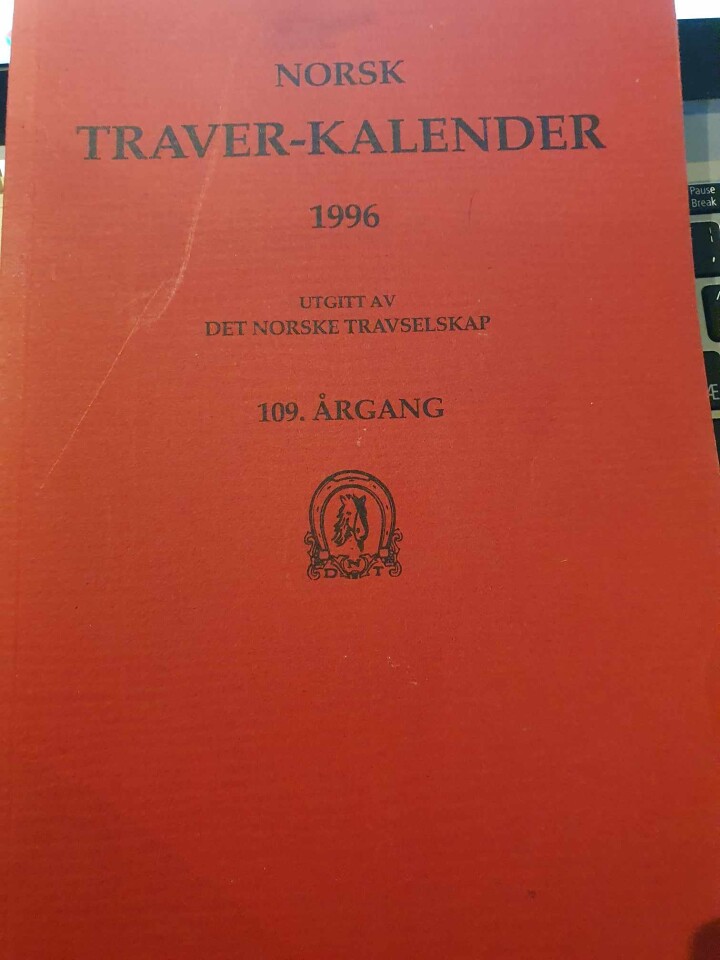 NORSK
TRAVER-KALENDER
1996
UTGITT AV
DET NORSKE TRAVSELSKAP
109. ÅRGANG
D N T
Pause
Break
Æ